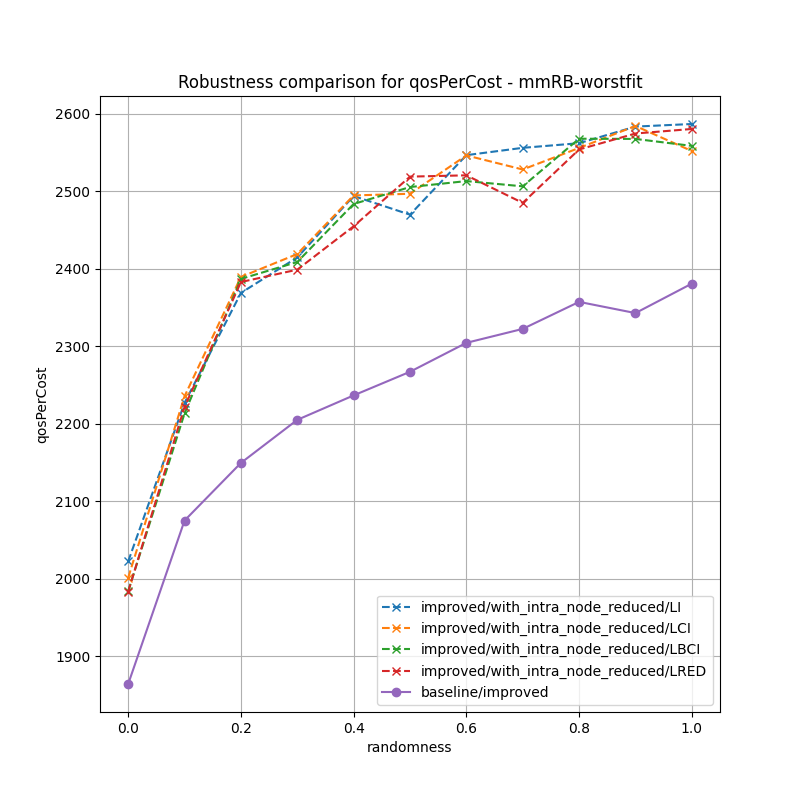 Robustness comparison for qosPerCost - mmRB-worstfit
qosPerCost
2600
2500
2400
2300
2200
2100
2000
1900
improved/with_intra_node_reduced/LI
improved/with_intra_node_reduced/LCI
improved/with_intra_node_reduced/LBCI
improved/with_intra_node_reduced/LRED
baseline/improved
0.0 0.2 0.4 0.6 0.8 1.0
randomness